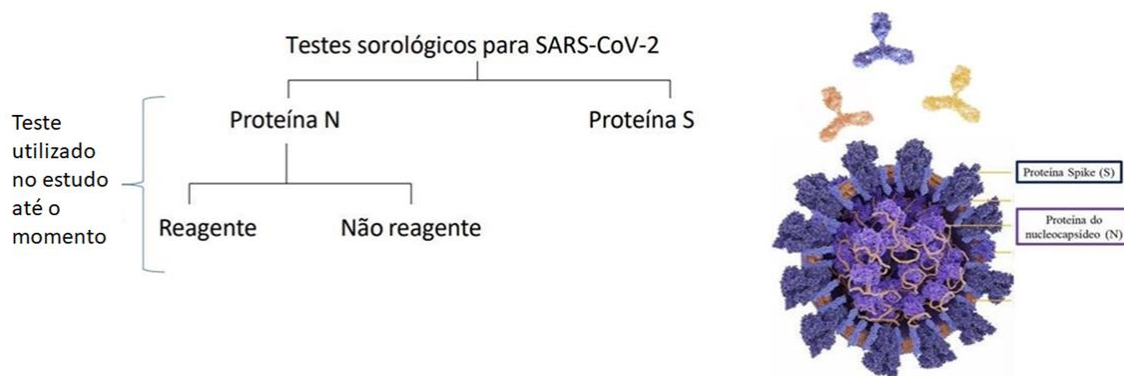 Testes sorológicos para SARS-CoV-2
Teste
utilizado
no estudo
até o
momento
Proteína N
Proteína S
Reagente
Não reagente
Proteína Spike (S)
Proteina do
nucleocapsídeo (N)